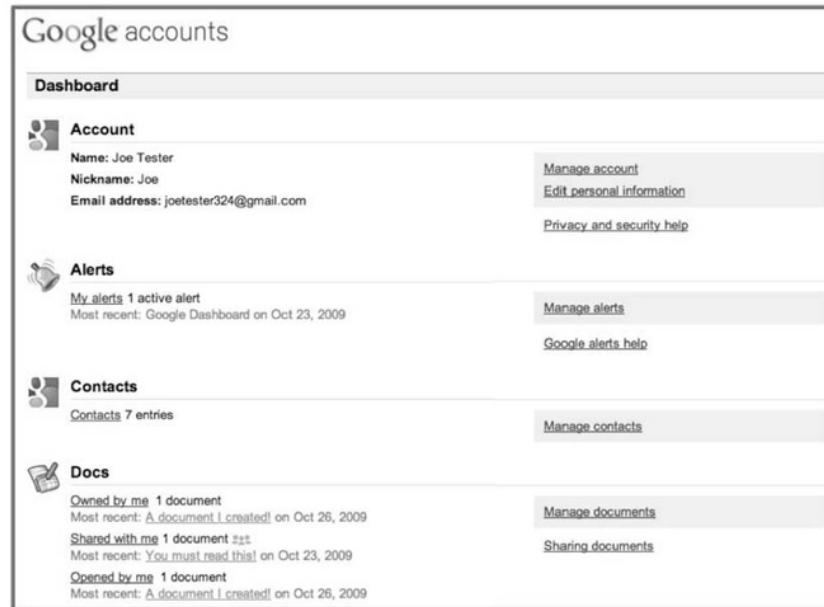 Google accounts
Dashboard
Account
Name: Joe Tester
Nickname: Joe
Email address: joetester324@gmail.com
Manage account
Edit personal information
Privacy and security help
Alerts
My alerts 1 active alert
Most recent: Google Dashboard on Oct 23, 2009
Manage alerts
Google alerts help
Contacts
Contacts 7 entries
Manage contacts
Docs
Owned by me 1 document
Most recent: A document I created! on Oct 26, 2009
Shared with me 1 document
Most recent: You must read this! on Oct 23, 2009
Opened by me 1 document
Most recent: A document I created! on Oct 26, 2009
Manage documents
Sharing documents